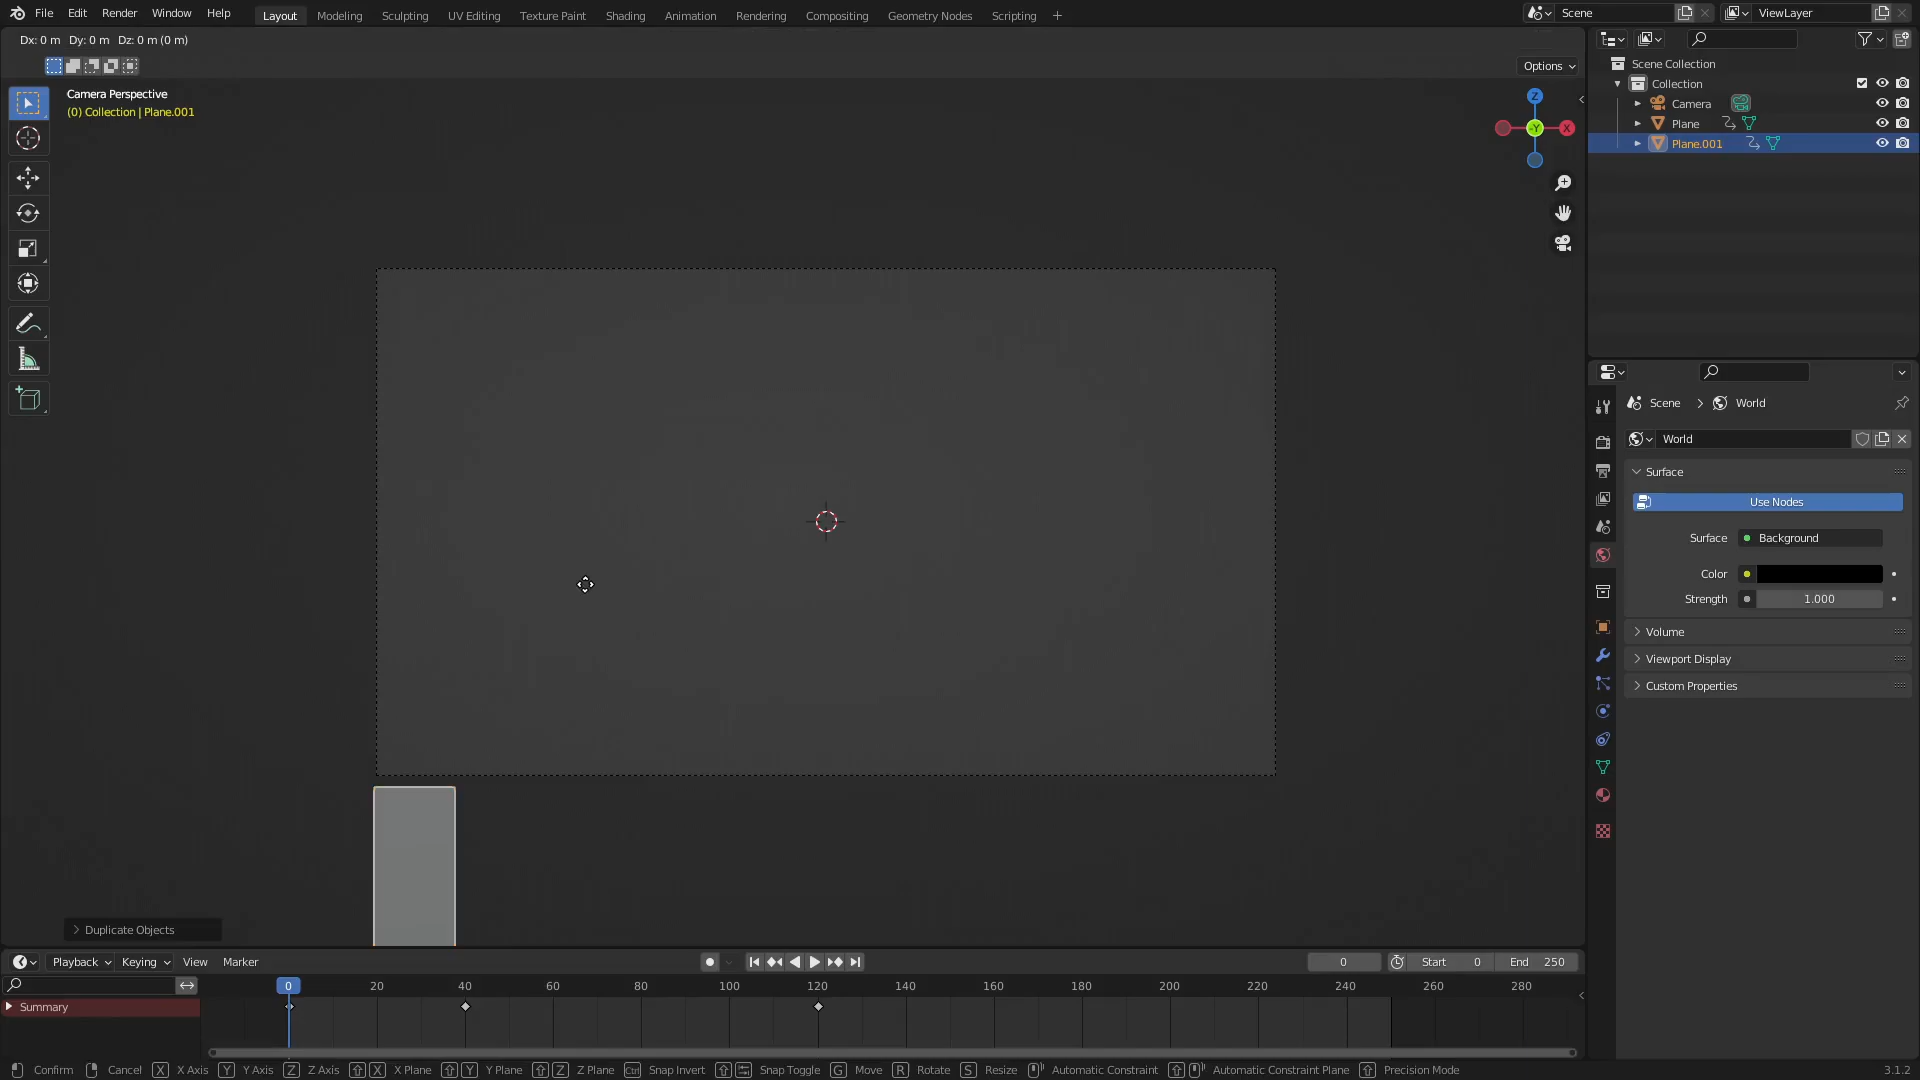 File Edit Render Window Help
Layout Modeling Sculpting UV Editing Texture Paint Shading Animation Rendering Compositing Geometry Nodes Scripting +
Scene
ViewLayer
Dx: 0 m Dy: 0 m Dz: 0 m (0 m)
Options
Camera Perspective
(0) Collection | Plane.001
Z
-Y
X
Scene Collection
Collection
Camera
Plane
Plane.001
Scene > World
World
Surface
Use Nodes
Surface Background
Color
Strength 1.000
Volume
Viewport Display
Custom Properties
> Duplicate Objects
Playback Keying View Marker
0 Start 0 End 250
0 20 40 60 80 100 120 140 160 180 200 220 240 260 280
Summary
Confirm Cancel X X Axis Y Y Axis Z Z Axis X X Plane Y Y Plane Z Z Plane Ctrl Snap Invert Snap Toggle G Move R Rotate S Resize Automatic Constraint Automatic Constraint Plane Precision Mode 3.1.2